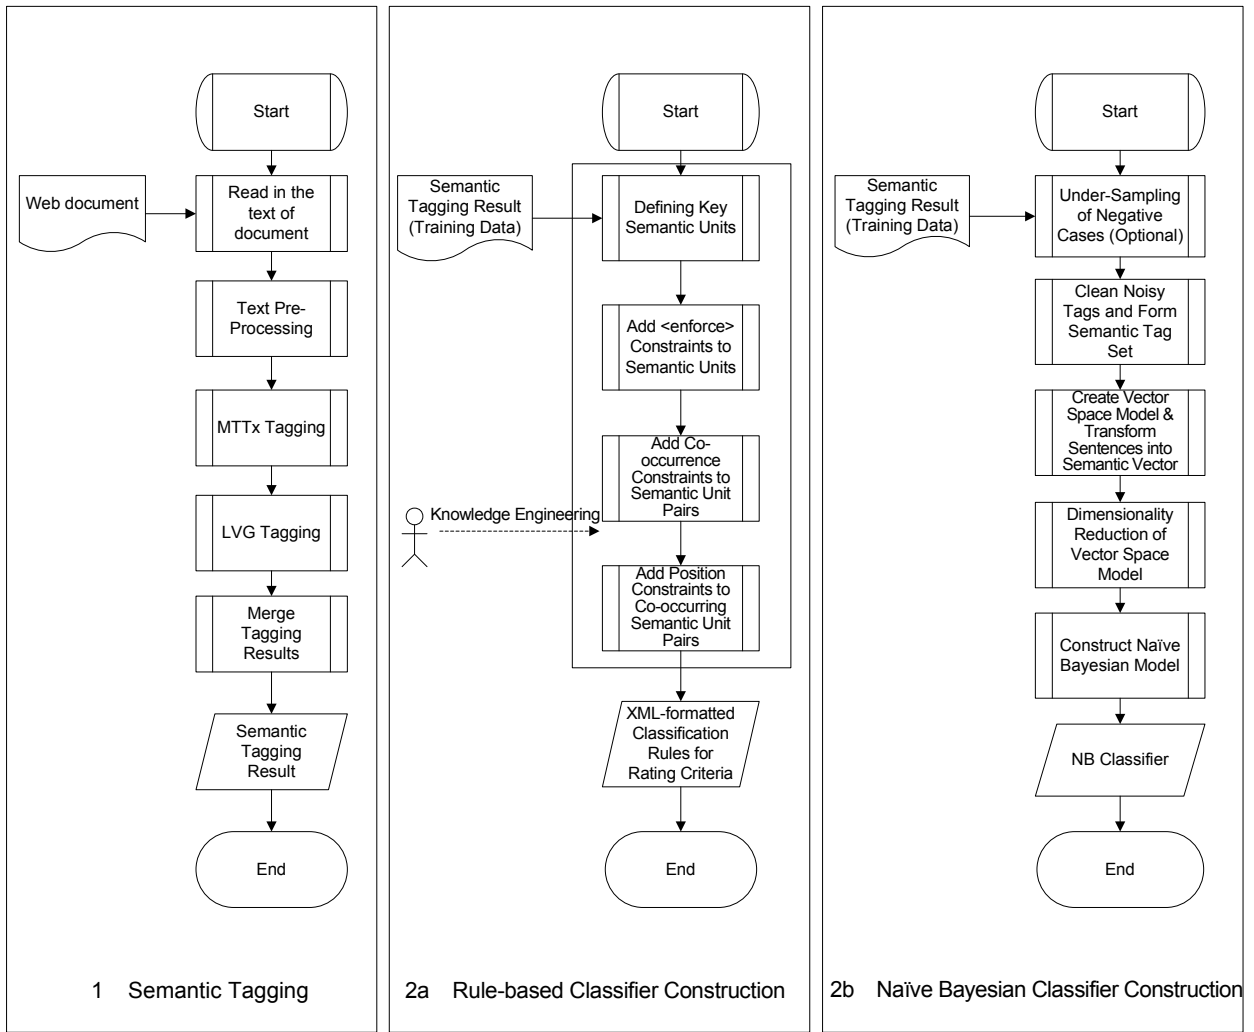 Start
Web document
Read in the
text of
document
Text Pre-
Processing
MTTx Tagging
LVG Tagging
Merge
Tagging
Results
Semantic
Tagging
Result
End
1 Semantic Tagging
Start
Semantic
Tagging Result
(Training Data)
Defining Key
Semantic Units
Add <enforce>
Constraints to
Semantic Units
Add Co-
occurrence
Constraints to
Semantic Unit
Pairs
Knowledge Engineering
Add Position
Constraints to
Co-occurring
Semantic Unit
Pairs
XML-formatted
Classification
Rules for
Rating Criteria
End
2a Rule-based Classifier Construction
Start
Semantic
Tagging Result
(Training Data)
Under-Sampling
of Negative
Cases (Optional)
Clean Noisy
Tags and Form
Semantic Tag
Set
Create Vector
Space Model &
Transform
Sentences into
Semantic Vector
Dimensionality
Reduction of
Vector Space
Model
Construct Naïve
Bayesian Model
NB Classifier
End
2b Naïve Bayesian Classifier Construction